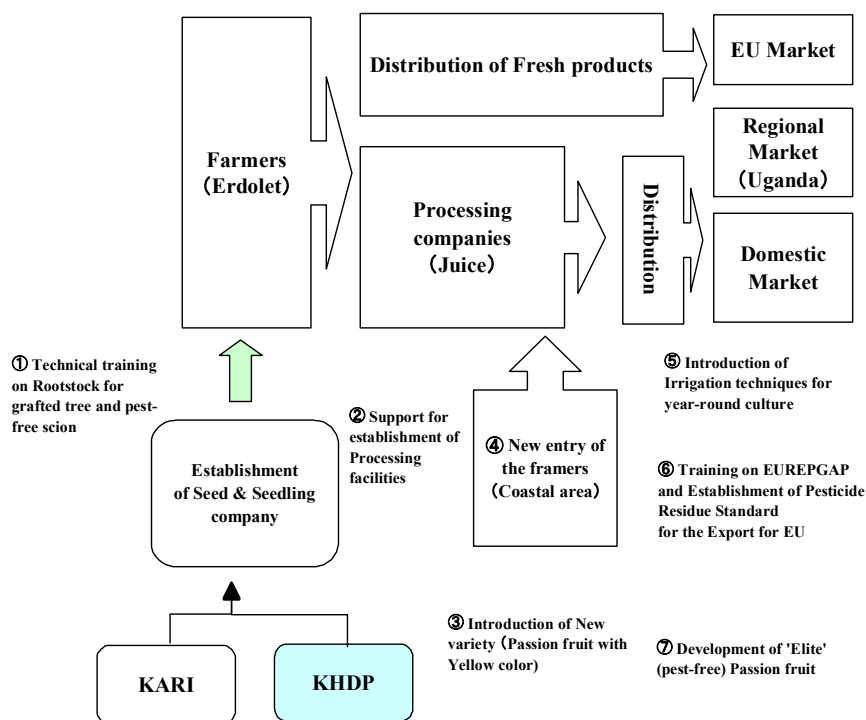 Distribution of Fresh products
EU Market
Farmers
（Erdolet）
Regional
Market
（Uganda）
Processing
companies
（Juice）
Distribution
Domestic
Market
① Technical training
on Rootstock for
grafted tree and pest-
free scion
② Support for
establishment of
Processing
facilities
④ New entry of
the framers
（Coastal area）
⑤ Introduction of
Irrigation techniques for
year-round culture
Establishment
of Seed & Seedling
company
⑥ Training on EUREPGAP
and Establishment of Pesticide
Residue Standard
for the Export for EU
③ Introduction of New
variety (Passion fruit with
Yellow color)
⑦ Development of 'Elite'
(pest-free) Passion fruit
KARI
KHDP